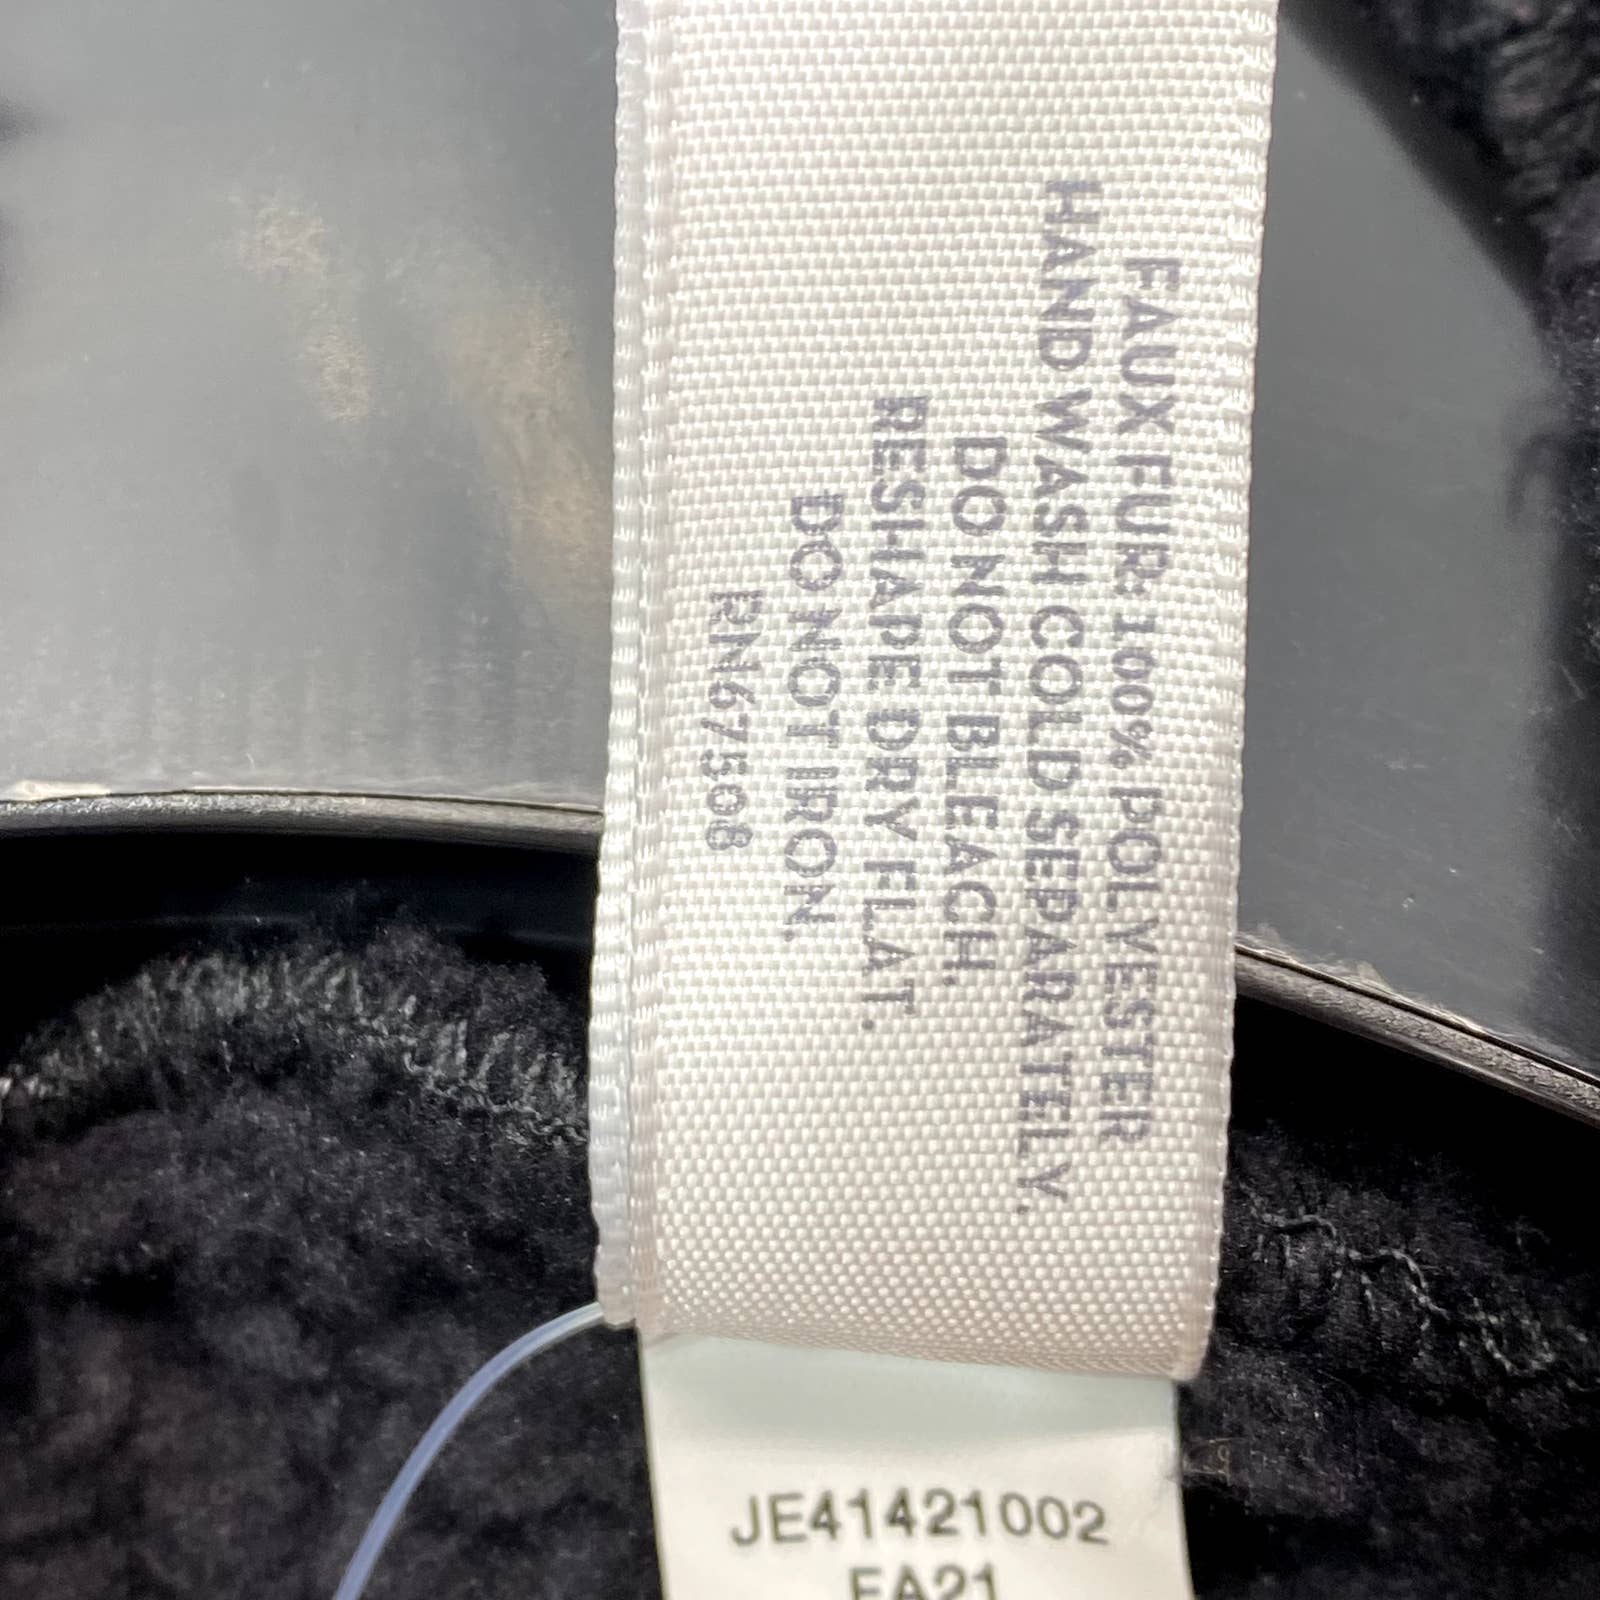 FAUX FUR: 100% POLYESTER
HAND WASH COLD SEPARATELY.
DO NOT BLEACH.
RESHAPE DRY FLAT.
DO NOT IRON.
RN67508
JE41421002
FA21